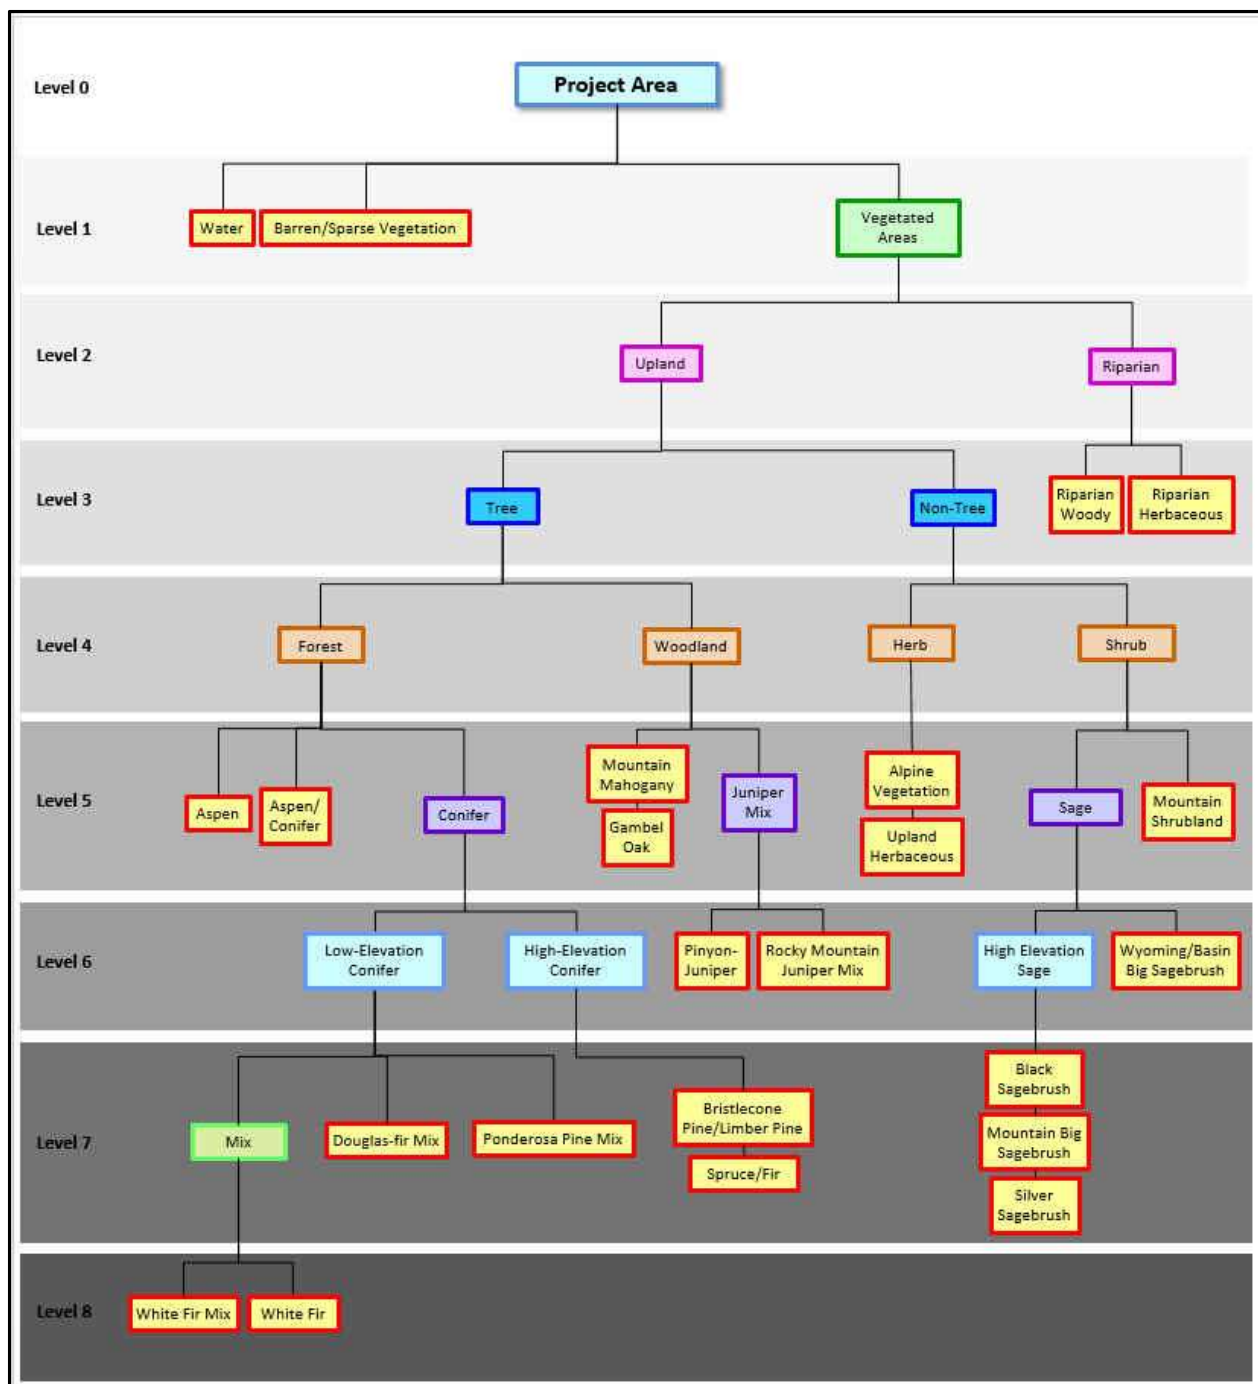 Level 0
Project Area
Level 1
Water
Barren/Sparse Vegetation
Vegetated
Areas
Level 2
Upland
Riparian
Level 3
Tree
Non-Tree
Riparian
Woody
Riparian
Herbaceous
Level 4
Forest
Woodland
Herb
Shrub
Level 5
Aspen
Aspen/
Conifer
Conifer
Mountain
Mahogany
Gambel
Oak
Juniper
Mix
Alpine
Vegetation
Upland
Herbaceous
Sage
Mountain
Shrubland
Level 6
Low-Elevation
Conifer
High-Elevation
Conifer
Pinyon-
Juniper
Rocky Mountain
Juniper Mix
High Elevation
Sage
Wyoming/Basin
Big Sagebrush
Level 7
Mix
Douglas-fir Mix
Ponderosa Pine Mix
Bristlecone
Pine/Limber Pine
Spruce/Fir
Black
Sagebrush
Mountain Big
Sagebrush
Silver
Sagebrush
Level 8
White Fir Mix
White Fir